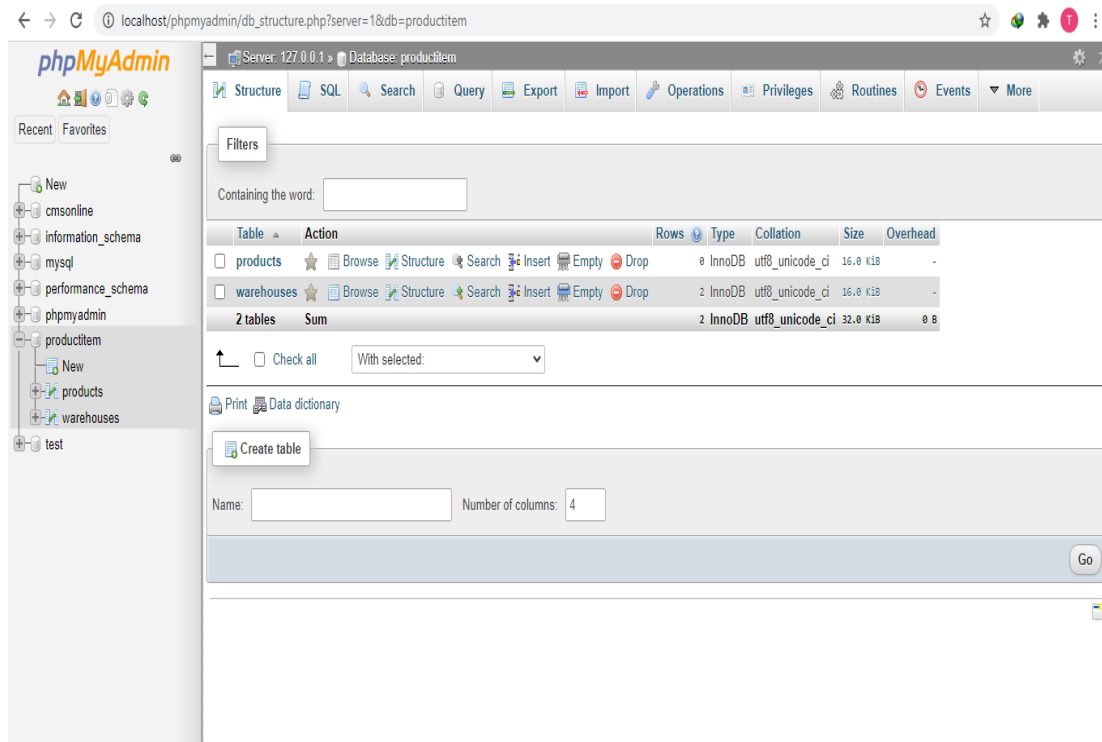 localhost/phpmyadmin/db_structure.php?server=1&db=productitem
T
phpMyAdmin
Recent Favorites
New
cmsonline
information_schema
mysql
performance_schema
phpmyadmin
productitem
New
products
warehouses
test
Server: 127.0.0.1 » Database: productitem
Structure SQL Search Query Export Import Operations Privileges Routines Events More
Filters
Containing the word:
Table Action Rows Type Collation Size Overhead
products Browse Structure Search Insert Empty Drop 0 InnoDB utf8_unicode_ci 16.0 KiB -
warehouses Browse Structure Search Insert Empty Drop 2 InnoDB utf8_unicode_ci 16.0 KiB -
2 tables Sum 2 InnoDB utf8_unicode_ci 32.0 KiB 0 B
Check all With selected:
Print Data dictionary
Create table
Name: Number of columns: 4
Go